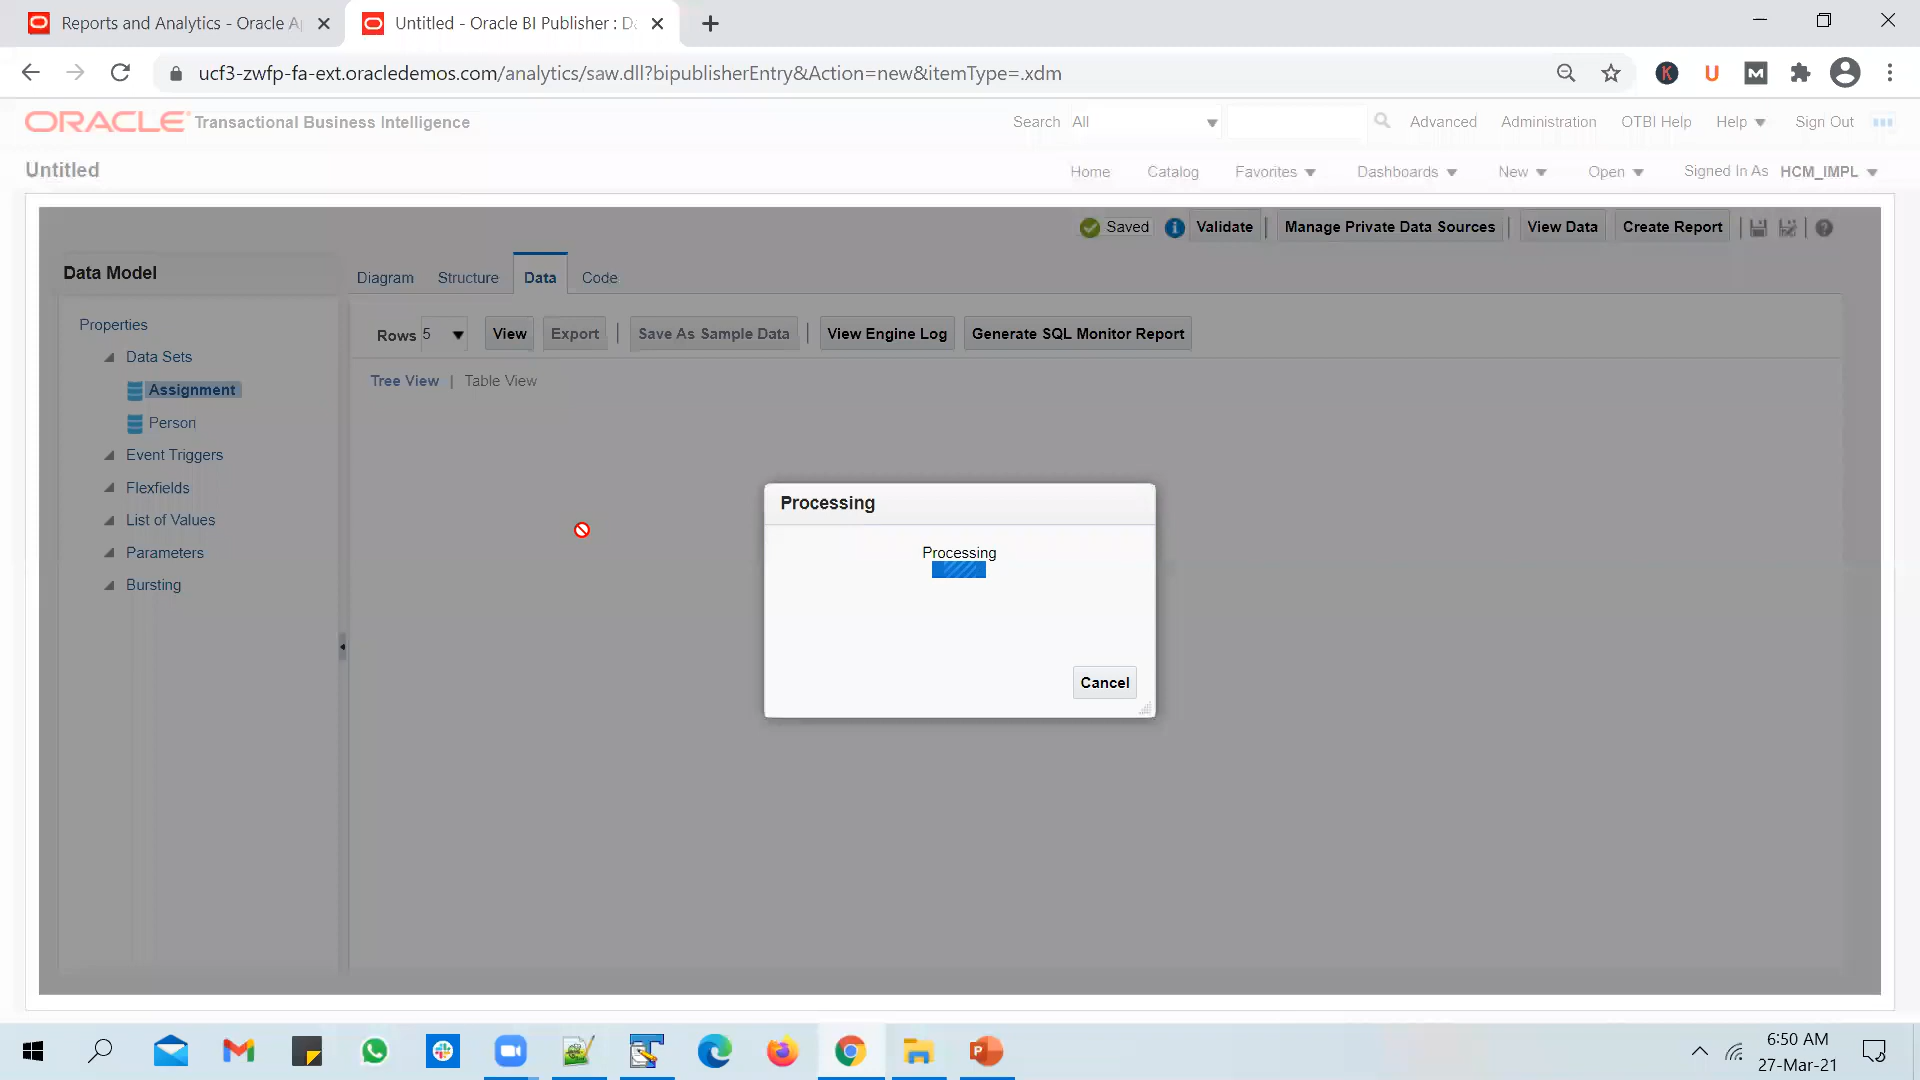 Reports and Analytics - Oracle A
Untitled - Oracle BI Publisher : Da
ucf3-zwfp-fa-ext.oracledemos.com/analytics/saw.dll?bipublisherEntry&Action=new&itemType=.xdm
K U M
ORACLE Transactional Business Intelligence
Search All Advanced Administration OTBI Help Help Sign Out
Untitled
Home Catalog Favorites Dashboards New Open Signed In As HCM_IMPL
Saved Validate Manage Private Data Sources View Data Create Report
Data Model
Diagram Structure Data Code
Properties
Rows 5 View Export Save As Sample Data View Engine Log Generate SQL Monitor Report
Data Sets
Tree View | Table View
Assignment
Person
Event Triggers
Flexfields
List of Values
Parameters
Bursting
Processing
Processing
Cancel
6:50 AM
27-Mar-21